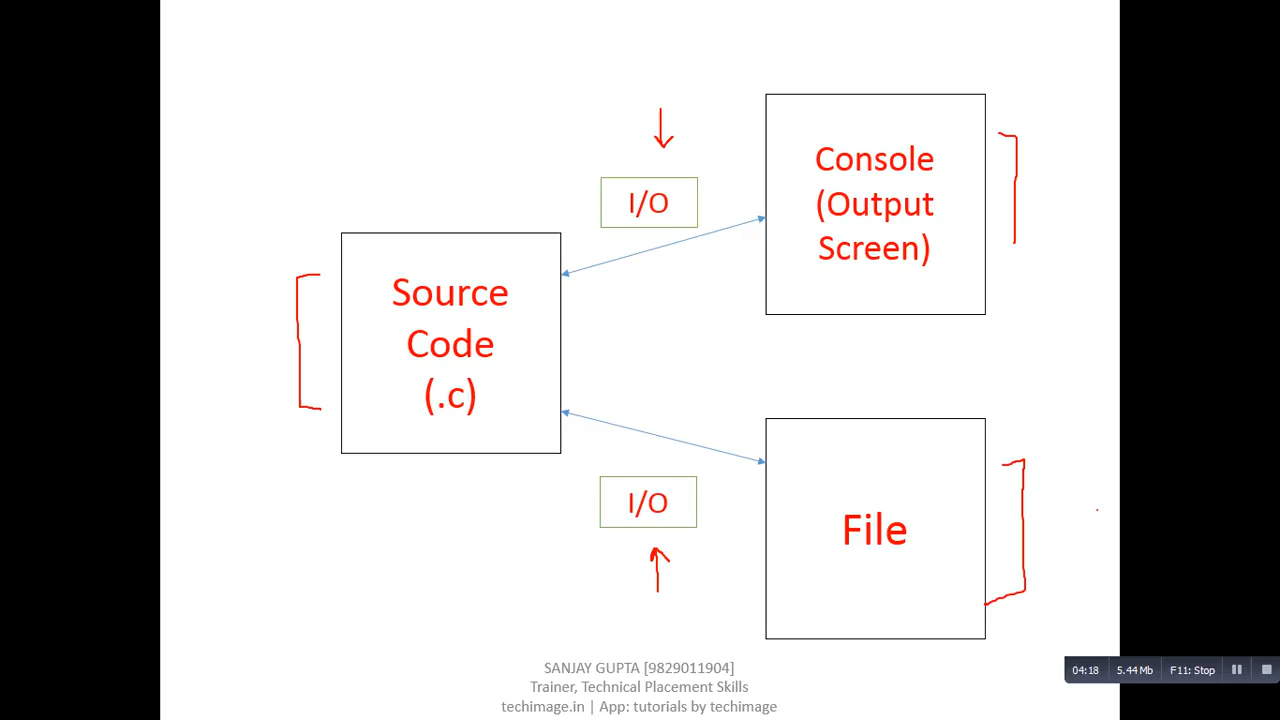 I/O
Console
(Output
Screen)
Source
Code
(.c)
I/O
File
SANJAY GUPTA [9829011904]
Trainer, Technical Placement Skills
techimage.in | App: tutorials by techimage
04:18 5.44 Mb F11: Stop